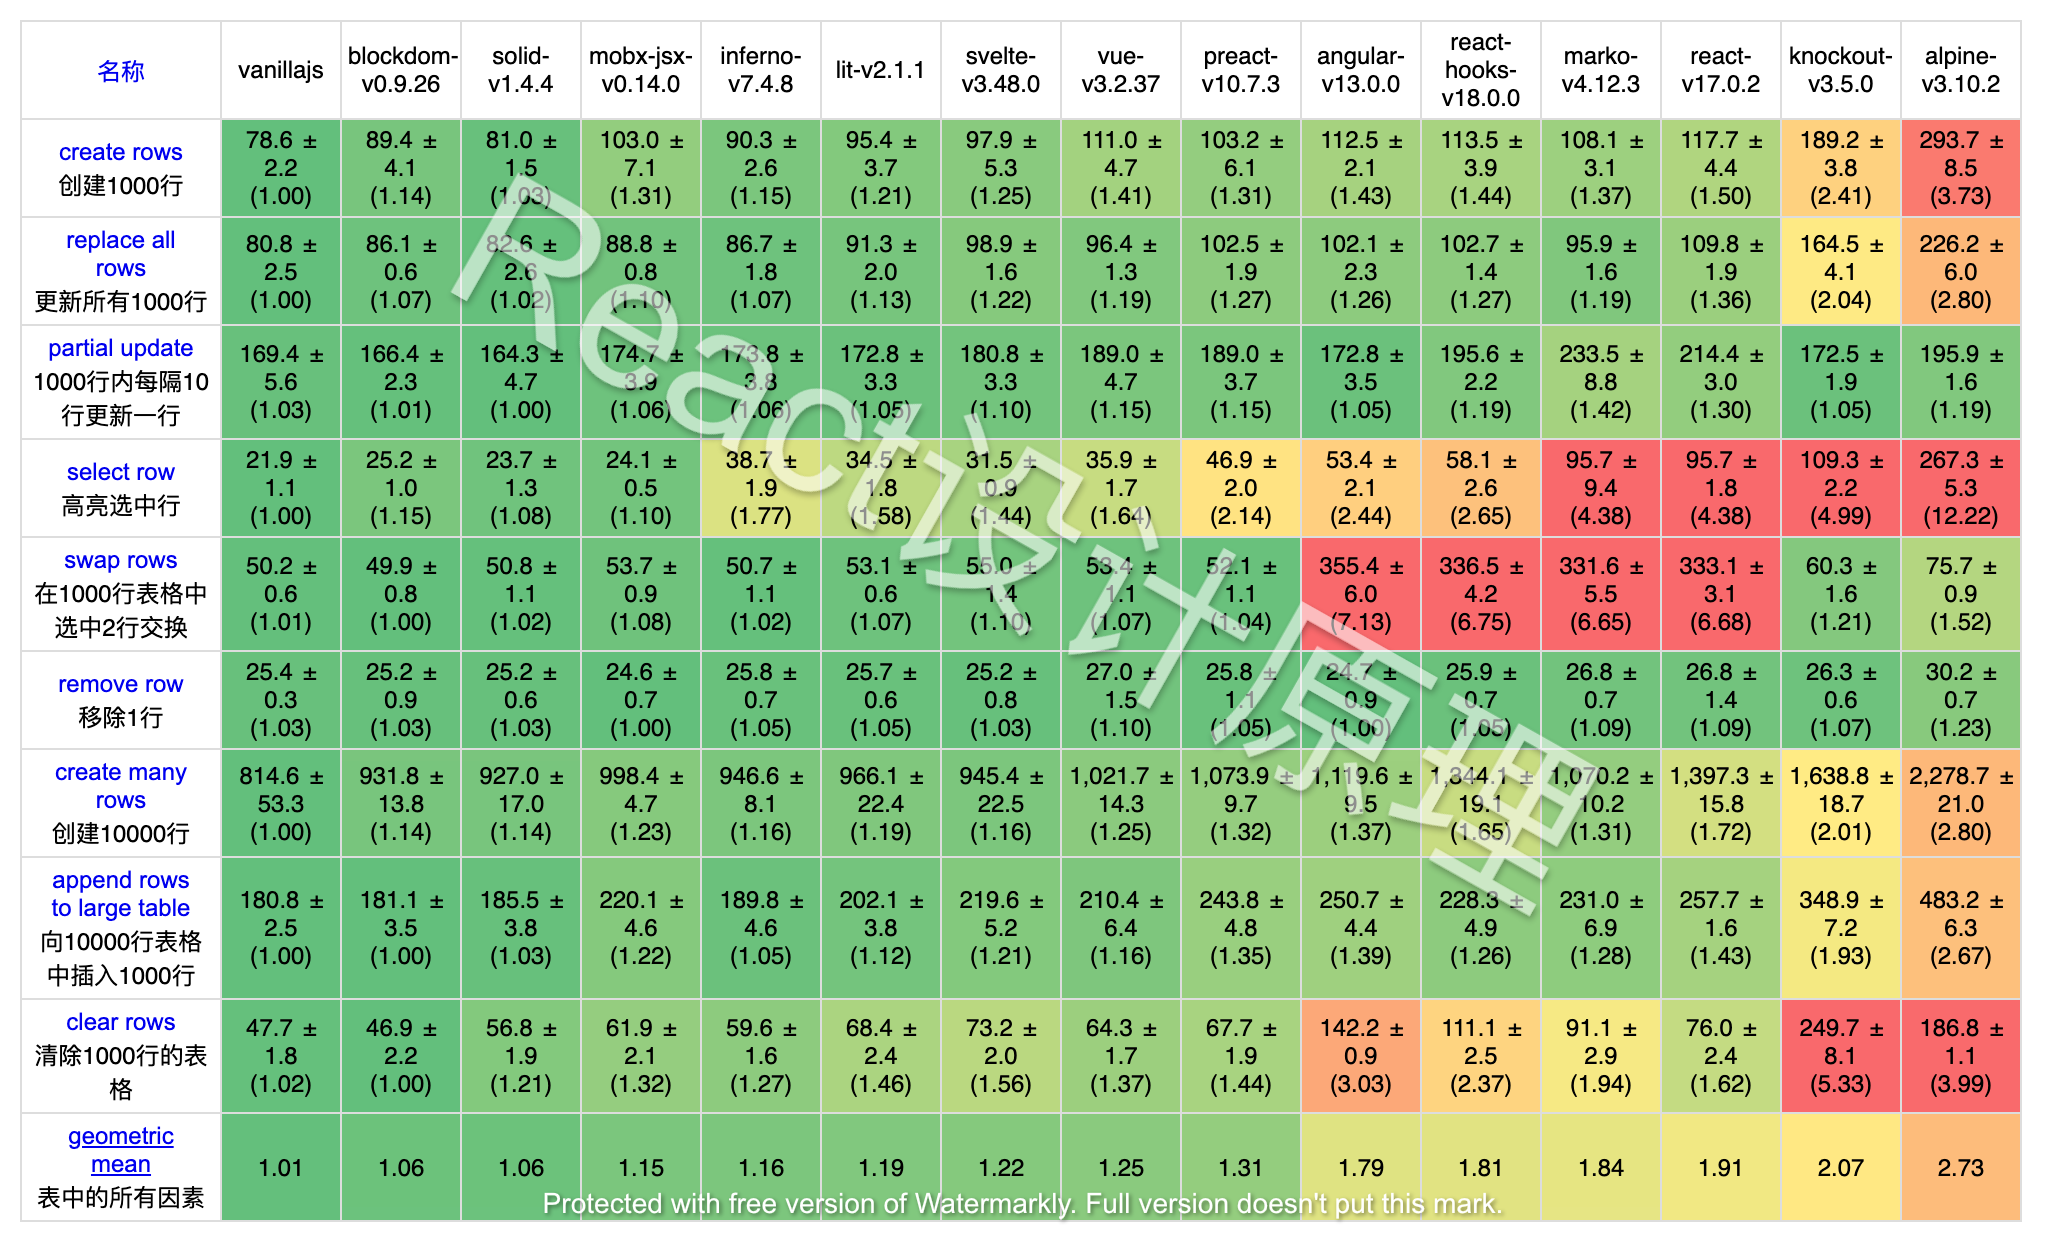 名称
vanillajs
blockdom-
v0.9.26
solid-
v1.4.4
mobx-jsx-
v0.14.0
inferno-
v7.4.8
lit-v2.1.1
svelte-
v3.48.0
vue-
v3.2.37
preact-
v10.7.3
angular-
v13.0.0
react-
hooks-
v18.0.0
marko-
v4.12.3
react-
v17.0.2
knockout-
v3.5.0
alpine-
v3.10.2
create rows
创建1000行
78.6 ± 89.4 ± 81.0 ± 103.0 ± 90.3 ± 95.4 ± 97.9 ± 111.0 ± 103.2 ± 112.5 ± 113.5 ± 108.1 ± 117.7 ± 189.2 ± 293.7 ±
2.2 4.1 1.5 7.1 2.6 3.7 5.3 4.7 6.1 2.1 3.9 3.1 4.4 3.8 8.5
(1.00) (1.14) (1.03) (1.31) (1.15) (1.21) (1.25) (1.41) (1.31) (1.43) (1.44) (1.37) (1.50) (2.41) (3.73)
replace all
rows
更新所有1000行
80.8 ± 86.1 ± 82.6 ± 88.8 ± 86.7 ± 91.3 ± 98.9 ± 96.4 ± 102.5 ± 102.1 ± 102.7 ± 95.9 ± 109.8 ± 164.5 ± 226.2 ±
2.5 0.6 2.6 0.8 1.8 2.0 1.6 1.3 1.9 2.3 1.4 1.6 1.9 4.1 6.0
(1.00) (1.07) (1.02) (1.10) (1.07) (1.13) (1.22) (1.19) (1.27) (1.26) (1.27) (1.19) (1.36) (2.04) (2.80)
partial update
1000行内每隔10
行更新一行
169.4 ± 166.4 ± 164.3 ± 174.7 ± 173.8 ± 172.8 ± 180.8 ± 189.0 ± 189.0 ± 172.8 ± 195.6 ± 233.5 ± 214.4 ± 172.5 ± 195.9 ±
5.6 2.3 4.7 3.9 3.8 3.3 3.3 4.7 3.7 3.5 2.2 8.8 3.0 1.9 1.6
(1.03) (1.01) (1.00) (1.06) (1.06) (1.05) (1.10) (1.15) (1.15) (1.05) (1.19) (1.42) (1.30) (1.05) (1.19)
select row
高亮选中行
21.9 ± 25.2 ± 23.7 ± 24.1 ± 38.7 ± 34.5 ± 31.5 ± 35.9 ± 46.9 ± 53.4 ± 58.1 ± 95.7 ± 95.7 ± 109.3 ± 267.3 ±
1.1 1.0 1.3 0.5 1.9 1.8 0.9 1.7 2.0 2.1 2.6 9.4 1.8 2.2 5.3
(1.00) (1.15) (1.08) (1.10) (1.77) (1.58) (1.44) (1.64) (2.14) (2.44) (2.65) (4.38) (4.38) (4.99) (12.22)
swap rows
在1000行表格中
选中2行交换
50.2 ± 49.9 ± 50.8 ± 53.7 ± 50.7 ± 53.1 ± 55.0 ± 53.4 ± 52.1 ± 355.4 ± 336.5 ± 331.6 ± 333.1 ± 60.3 ± 75.7 ±
0.6 0.8 1.1 0.9 1.1 0.6 1.4 1.1 1.1 6.0 4.2 5.5 3.1 1.6 0.9
(1.01) (1.00) (1.02) (1.08) (1.02) (1.07) (1.10) (1.07) (1.04) (7.13) (6.75) (6.65) (6.68) (1.21) (1.52)
remove row
移除1行
25.4 ± 25.2 ± 25.2 ± 24.6 ± 25.8 ± 25.7 ± 25.2 ± 27.0 ± 25.8 ± 24.7 ± 25.9 ± 26.8 ± 26.8 ± 26.3 ± 30.2 ±
0.3 0.9 0.6 0.7 0.7 0.6 0.8 1.5 1.1 0.9 0.7 0.7 1.4 0.6 0.7
(1.03) (1.03) (1.03) (1.00) (1.05) (1.05) (1.03) (1.10) (1.05) (1.00) (1.05) (1.09) (1.09) (1.07) (1.23)
create many
rows
创建10000行
814.6 ± 931.8 ± 927.0 ± 998.4 ± 946.6 ± 966.1 ± 945.4 ± 1,021.7 ± 1,073.9 ± 1,119.6 ± 1,344.1 ± 1,070.2 ± 1,397.3 ± 1,638.8 ± 2,278.7 ±
53.3 13.8 17.0 4.7 8.1 22.4 22.5 14.3 9.7 9.5 19.1 10.2 15.8 18.7 21.0
(1.00) (1.14) (1.14) (1.23) (1.16) (1.19) (1.16) (1.25) (1.32) (1.37) (1.65) (1.31) (1.72) (2.01) (2.80)
append rows
to large table
向10000行表格
中插入1000行
180.8 ± 181.1 ± 185.5 ± 220.1 ± 189.8 ± 202.1 ± 219.6 ± 210.4 ± 243.8 ± 250.7 ± 228.3 ± 231.0 ± 257.7 ± 348.9 ± 483.2 ±
2.5 3.5 3.8 4.6 4.6 3.8 5.2 6.4 4.8 4.4 4.9 6.9 1.6 7.2 6.3
(1.00) (1.00) (1.03) (1.22) (1.05) (1.12) (1.21) (1.16) (1.35) (1.39) (1.26) (1.28) (1.43) (1.93) (2.67)
clear rows
清除1000行的表
格
47.7 ± 46.9 ± 56.8 ± 61.9 ± 59.6 ± 68.4 ± 73.2 ± 64.3 ± 67.7 ± 142.2 ± 111.1 ± 91.1 ± 76.0 ± 249.7 ± 186.8 ±
1.8 2.2 1.9 2.1 1.6 2.4 2.0 1.7 1.9 0.9 2.5 2.9 2.4 8.1 1.1
(1.02) (1.00) (1.21) (1.32) (1.27) (1.46) (1.56) (1.37) (1.44) (3.03) (2.37) (1.94) (1.62) (5.33) (3.99)
geometric
mean
表中的所有因素
1.01 1.06 1.06 1.15 1.16 1.19 1.22 1.25 1.31 1.79 1.81 1.84 1.91 2.07 2.73
React设计原理
Protected with free version of Watermarkly. Full version doesn't put this mark.